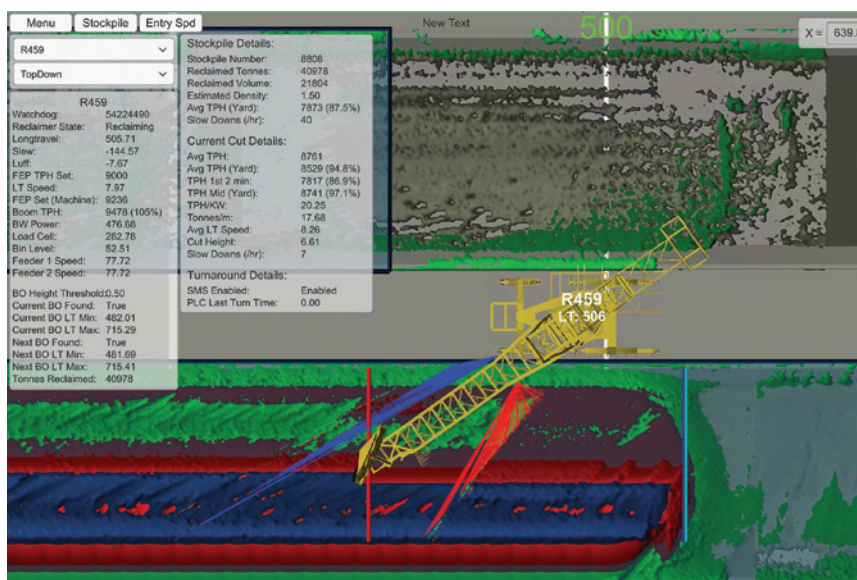 Menu
Stockpile
Entry Spd
New Text
500
X = 639.
R459
TopDown
R459
Watchdog: 54224490
Reclaimer State: Reclaiming
Longtravel: 505.71
Slew: -144.57
Luff: -7.67
FEP TPH Set: 9000
LT Speed: 7.97
FEP Set (Machine): 9236
Boom TPH: 9478 (105%)
BW Power: 476.68
Load Cell: 282.78
Bin Level: 52.51
Feeder 1 Speed: 77.72
Feeder 2 Speed: 77.72
BO Height Threshold:0.50
Current BO Found: True
Current BO LT Min: 482.01
Current BO LT Max: 715.29
Next BO Found: True
Next BO LT Min: 481.69
Next BO LT Max: 715.41
Tonnes Reclaimed: 40978
Stockpile Details:
Stockpile Number: 8808
Reclaimed Tonnes: 40978
Reclaimed Volume: 21804
Estimated Density: 1.50
Avg TPH (Yard): 7873 (87.5%)
Slow Downs (/hr): 40
Current Cut Details:
Avg TPH: 8761
Avg TPH (Yard): 8529 (94.8%)
TPH 1st 2 min: 7817 (86.9%)
TPH Mid (Yard): 8741 (97.1%)
TPH/KW: 20.25
Tonnes/m: 17.68
Avg LT Speed: 8.26
Cut Height: 6.61
Slow Downs (/hr): 7
Turnaround Details:
SMS Enabled: Enabled
PLC Last Turn Time: 0.00
R459
LT: 506